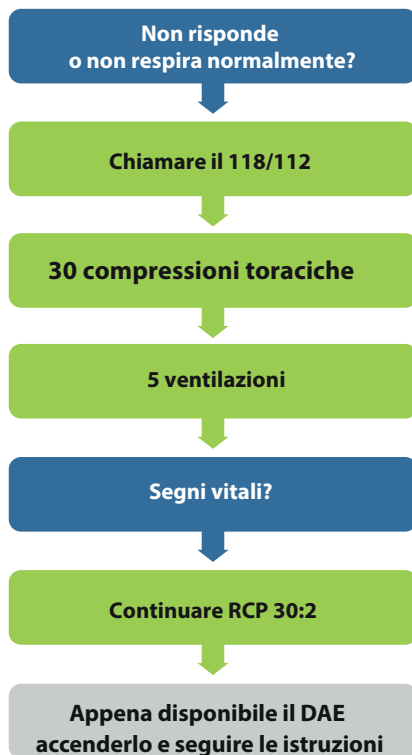 Non risponde
o non respira normalmente?
Chiamare il 118/112
30 compressioni toraciche
5 ventilazioni
Segni vitali?
Continuare RCP 30:2
Appena disponibile il DAE
accenderlo e seguire le istruzioni